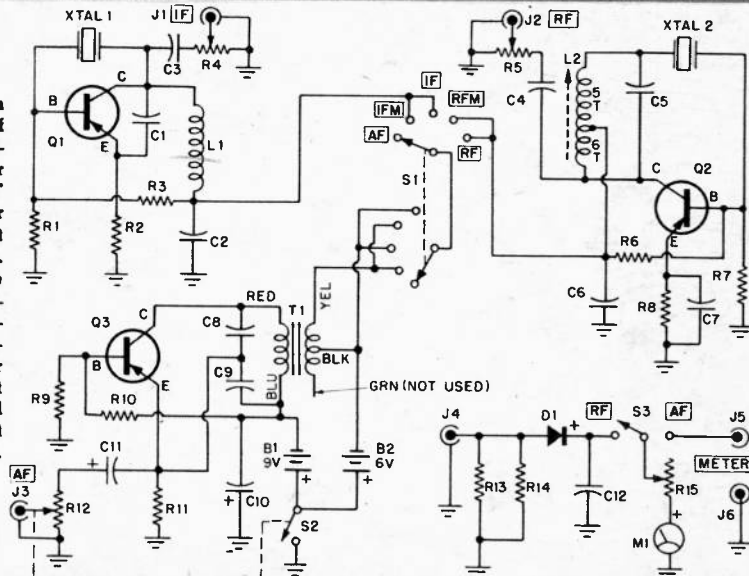 XTAL 1
J1 IF
C3
R4
C
B
Q1
E
C1
L1
R3
R1
R2
C2
J2 RF
R5
C4
L2
5
T
6
T
C5
XTAL 2
C
Q2
B
E
R6
R7
C6
R8
C7
IF
IFM
RFM
AF
RF
S1
Q3
C
B
E
RED
C8
T1
YEL
C9
BLU
BLK
GRN (NOT USED)
R9
R10
C11
AF
J3
R12
R11
C10
B1
9V
B2
6V
S2
J4
D1
RF
S3
AF
J5
R13
R14
C12
R15
METER
J6
M1